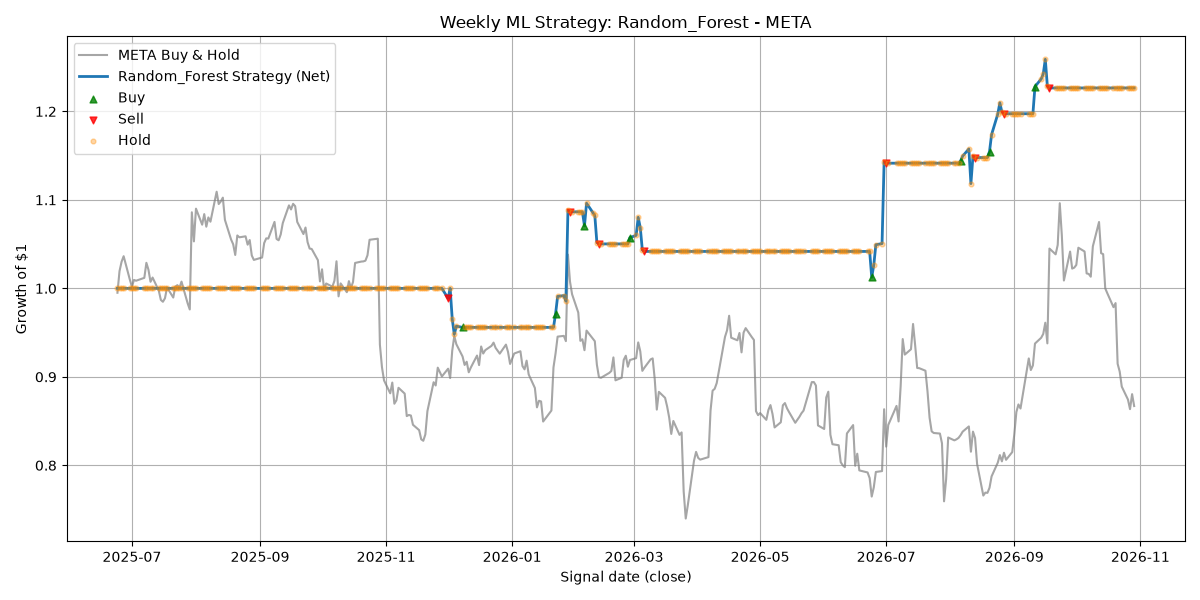 Weekly ML Strategy: Random_Forest - META
META Buy & Hold
Random_Forest Strategy (Net)
Buy
Sell
Hold
Growth of $1
1.2
1.1
1.0
0.9
0.8
2025-07
2025-09
2025-11
2026-01
2026-03
2026-05
2026-07
2026-09
2026-11
Signal date (close)